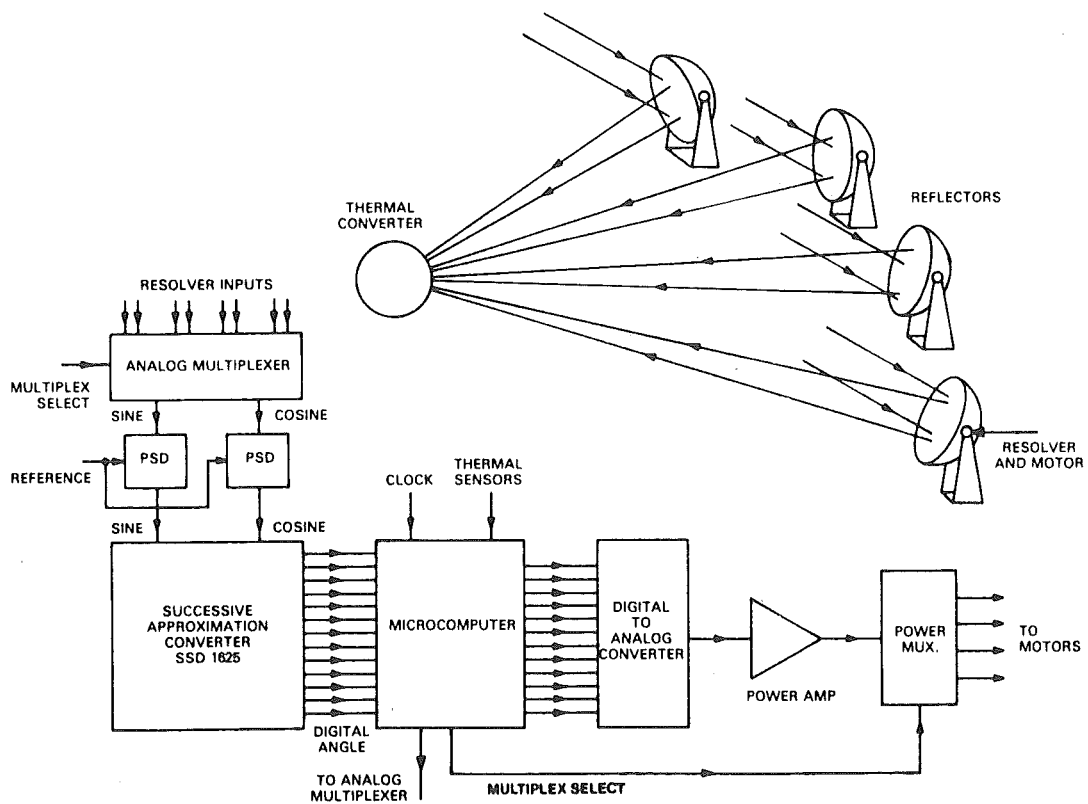 THERMAL
CONVERTER
REFLECTORS
RESOLVER INPUTS
ANALOG MULTIPLEXER
MULTIPLEX
SELECT
SINE
COSINE
PSD
PSD
REFERENCE
RESOLVER
AND MOTOR
CLOCK
THERMAL
SENSORS
SINE
COSINE
SUCCESSIVE
APPROXIMATION
CONVERTER
SSD 1625
MICROCOMPUTER
DIGITAL
TO
ANALOG
CONVERTER
POWER AMP
POWER
MUX.
TO
MOTORS
DIGITAL
ANGLE
TO ANALOG
MULTIPLEXER
MULTIPLEX SELECT